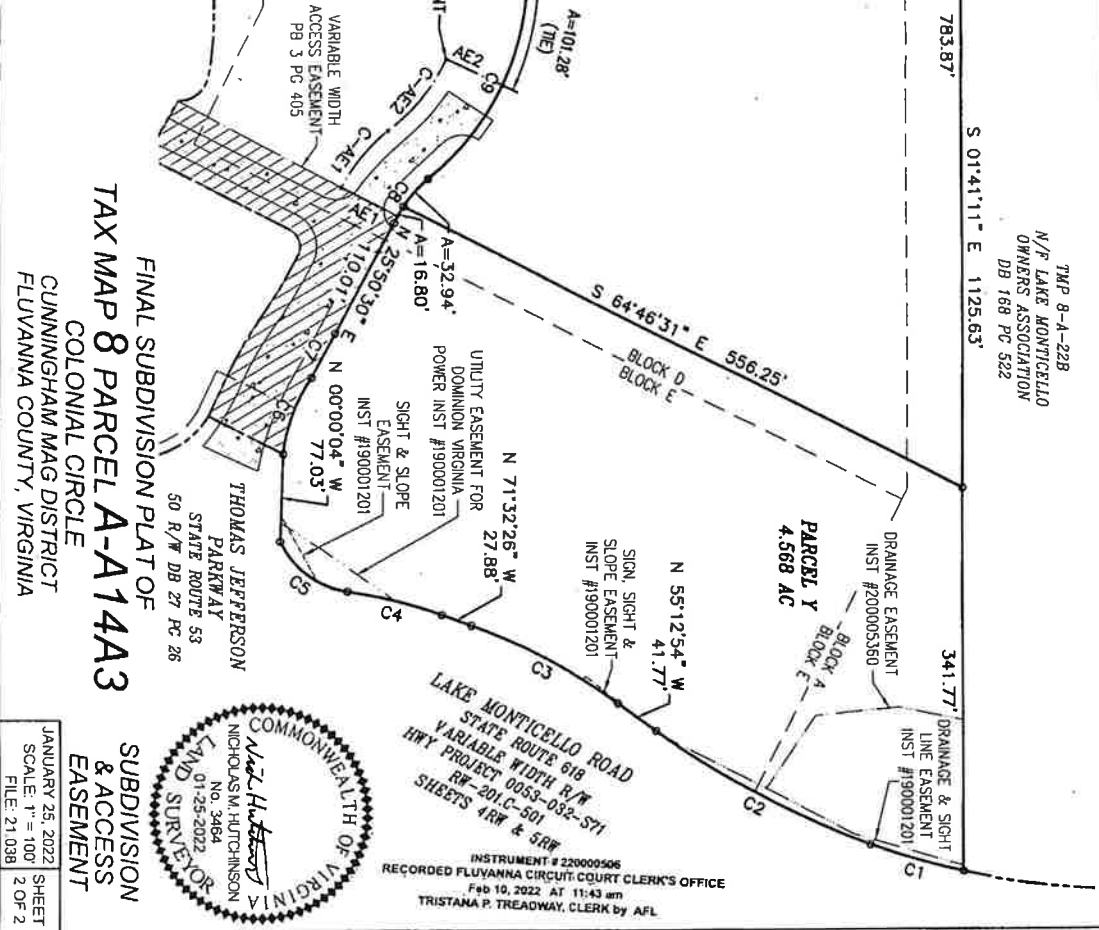 TMP 8-A-22B
N/F LAKE MONTICELLO
OWNERS ASSOCIATION
DB 168 PG 522
783.87'
S 01°41'11" E 1125.63'
341.77'
A=101.28'
(TIE)
AE2
C9
C-AE2
C-AE1
VARIABLE WIDTH
ACCESS EASEMENT
PB 3 PG 405
C8
AE1
A=32.94'
A=16.80'
N 25°50'30" E
110.01'
S 64°46'31" E 556.25'
BLOCK D
BLOCK E
DRAINAGE EASEMENT
INST #200005360
PARCEL Y
4.568 AC
BLOCK A
BLOCK E
DRAINAGE & SIGHT
LINE EASEMENT
INST #190001201
UTILITY EASEMENT FOR
DOMINION VIRGINIA
POWER INST #190001201
SIGHT & SLOPE
EASEMENT
INST #190001201
C7
C6
N 00°00'04" W
77.03'
N 71°32'26" W
27.88'
SIGN, SIGHT &
SLOPE EASEMENT
INST #190001201
N 55°12'54" W
41.77'
C5
C4
C3
C2
C1
THOMAS JEFFERSON
PARKWAY
STATE ROUTE 53
50 R/W DB 27 PG 26
LAKE MONTICELLO ROAD
STATE ROUTE 618
VARIABLE WIDTH R/W
HWY PROJECT 0053-032-S71
RW-201.C-501
SHEETS 4RW & 5RW
INSTRUMENT # 220000506
RECORDED FLUVANNA CIRCUIT COURT CLERK'S OFFICE
Feb 10, 2022 AT 11:43 am
TRISTANA P. TREADWAY, CLERK by AFL
FINAL SUBDIVISION PLAT OF
TAX MAP 8 PARCEL A-A14A3
COLONIAL CIRCLE
CUNNINGHAM MAG DISTRICT
FLUVANNA COUNTY, VIRGINIA
COMMONWEALTH OF VIRGINIA
NICHOLAS M. HUTCHINSON
No. 3464
01-25-2022
LAND SURVEYOR
SUBDIVISION
& ACCESS
EASEMENT
JANUARY 25, 2022
SCALE: 1" = 100'
FILE: 21.038
SHEET
2 OF 2